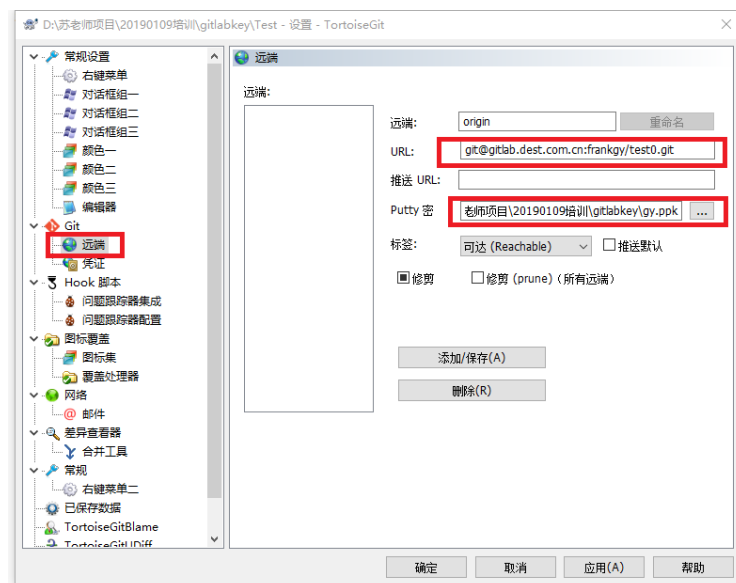 D:\苏老师项目\20190109培训\gitlabkey\Test - 设置 - TortoiseGit
常规设置
右键菜单
对话框组一
对话框组二
对话框组三
颜色一
颜色二
颜色三
编辑器
Git
远端
凭证
Hook 脚本
问题跟踪器集成
问题跟踪器配置
图标覆盖
图标集
覆盖处理器
网络
邮件
差异查看器
合并工具
常规
右键菜单二
已保存数据
TortoiseGitBlame
TortoiseGitUDiff
远端
远端:
远端: origin 重命名
URL: git@gitlab.dest.com.cn:frankgy/test0.git
推送 URL:
Putty 密 老师项目\20190109培训\gitlabkey\gy.ppk ...
标签: 可达 (Reachable) 推送默认
修剪 修剪 (prune)（所有远端）
添加/保存(A)
删除(R)
确定 取消 应用(A) 帮助